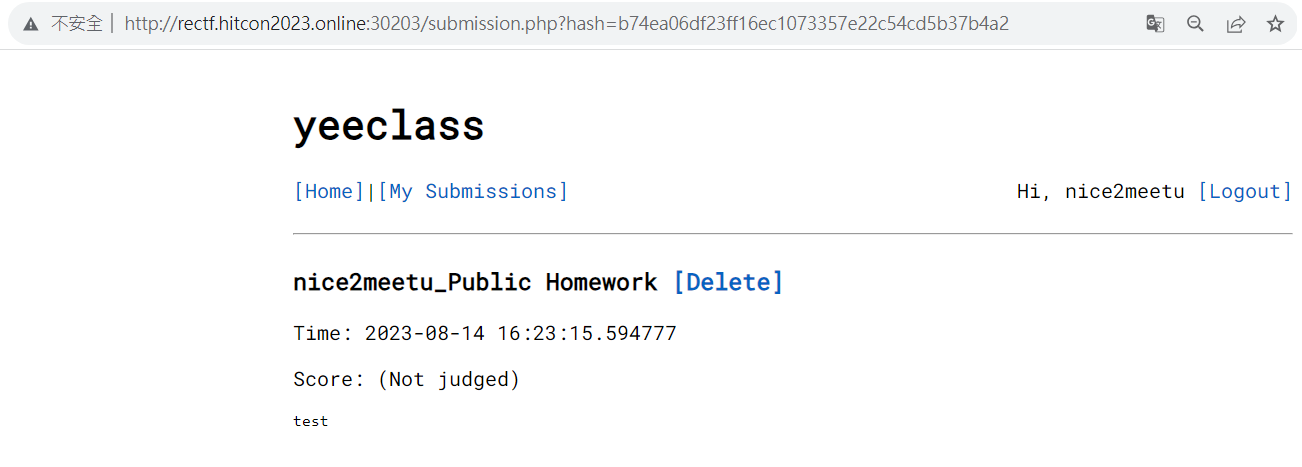 不安全 | http://rectf.hitcon2023.online:30203/submission.php?hash=b74ea06df23ff16ec1073357e22c54cd5b37b4a2
yeeclass
[Home]|[My Submissions] Hi, nice2meetu [Logout]
nice2meetu_Public Homework [Delete]
Time: 2023-08-14 16:23:15.594777
Score: (Not judged)
test